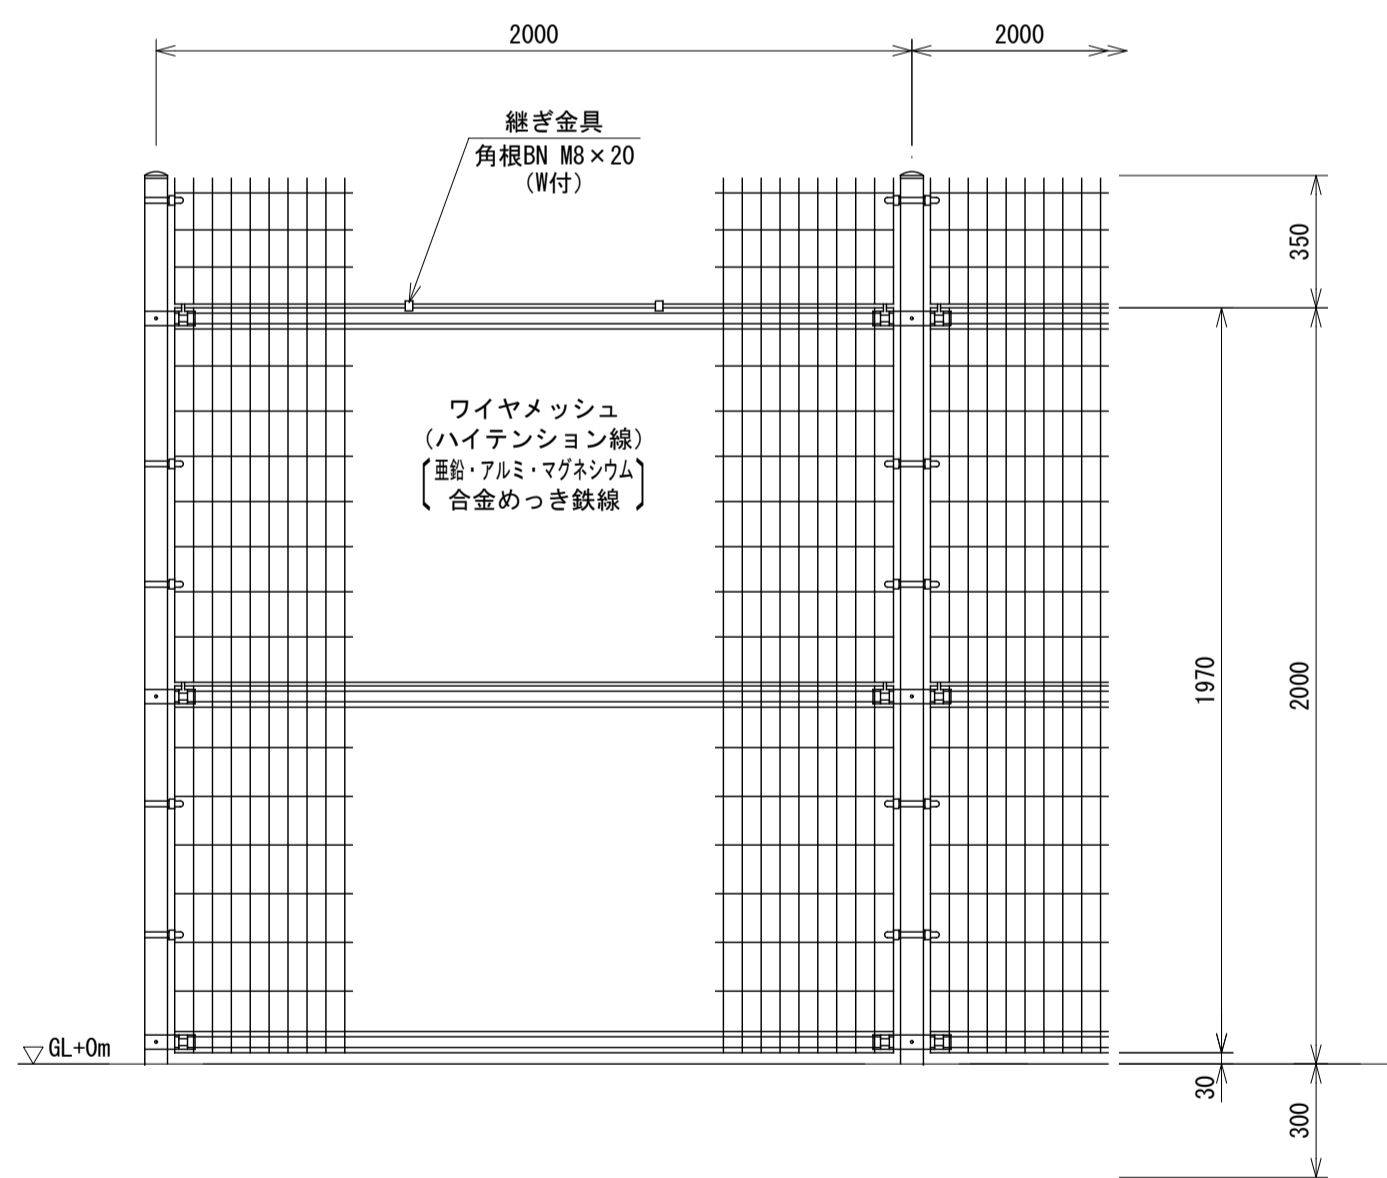 2000
2000
継ぎ金具
角根BN M8×20
(W付)
350
ワイヤメッシュ
(ハイテンション線)
亜鉛・アルミ・マグネシウム
合金めっき鉄線
1970
2000
GL+0m
30
300